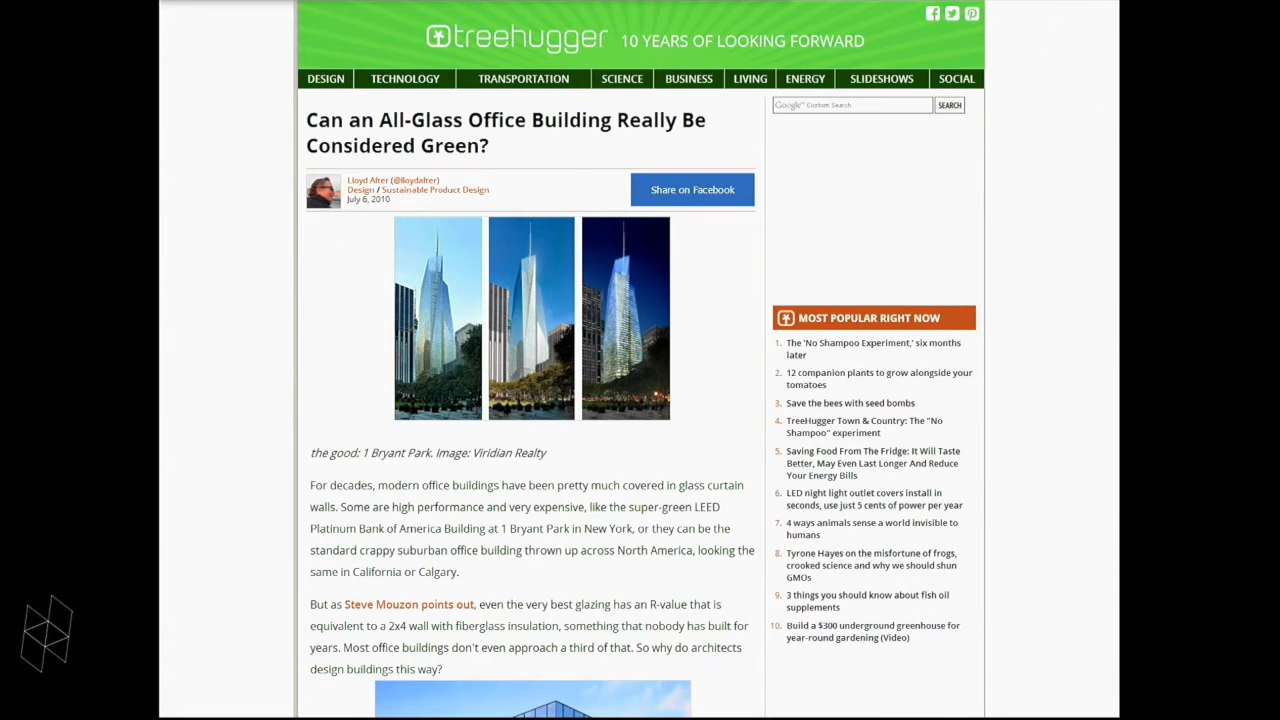 treehugger 10 YEARS OF LOOKING FORWARD
DESIGN TECHNOLOGY TRANSPORTATION SCIENCE BUSINESS LIVING ENERGY SLIDESHOWS SOCIAL
Can an All-Glass Office Building Really Be
Considered Green?
Lloyd Alter (@lloydalter)
Design / Sustainable Product Design
July 6, 2010
Share on Facebook
the good: 1 Bryant Park. Image: Viridian Realty
For decades, modern office buildings have been pretty much covered in glass curtain
walls. Some are high performance and very expensive, like the super-green LEED
Platinum Bank of America Building at 1 Bryant Park in New York, or they can be the
standard crappy suburban office building thrown up across North America, looking the
same in California or Calgary.
But as Steve Mouzon points out, even the very best glazing has an R-value that is
equivalent to a 2x4 wall with fiberglass insulation, something that nobody has built for
years. Most office buildings don't even approach a third of that. So why do architects
design buildings this way?
Google™ Custom Search SEARCH
MOST POPULAR RIGHT NOW
1. The 'No Shampoo Experiment,' six months
later
2. 12 companion plants to grow alongside your
tomatoes
3. Save the bees with seed bombs
4. TreeHugger Town & Country: The "No
Shampoo" experiment
5. Saving Food From The Fridge: It Will Taste
Better, May Even Last Longer And Reduce
Your Energy Bills
6. LED night light outlet covers install in
seconds, use just 5 cents of power per year
7. 4 ways animals sense a world invisible to
humans
8. Tyrone Hayes on the misfortune of frogs,
crooked science and why we should shun
GMOs
9. 3 things you should know about fish oil
supplements
10. Build a $300 underground greenhouse for
year-round gardening (Video)